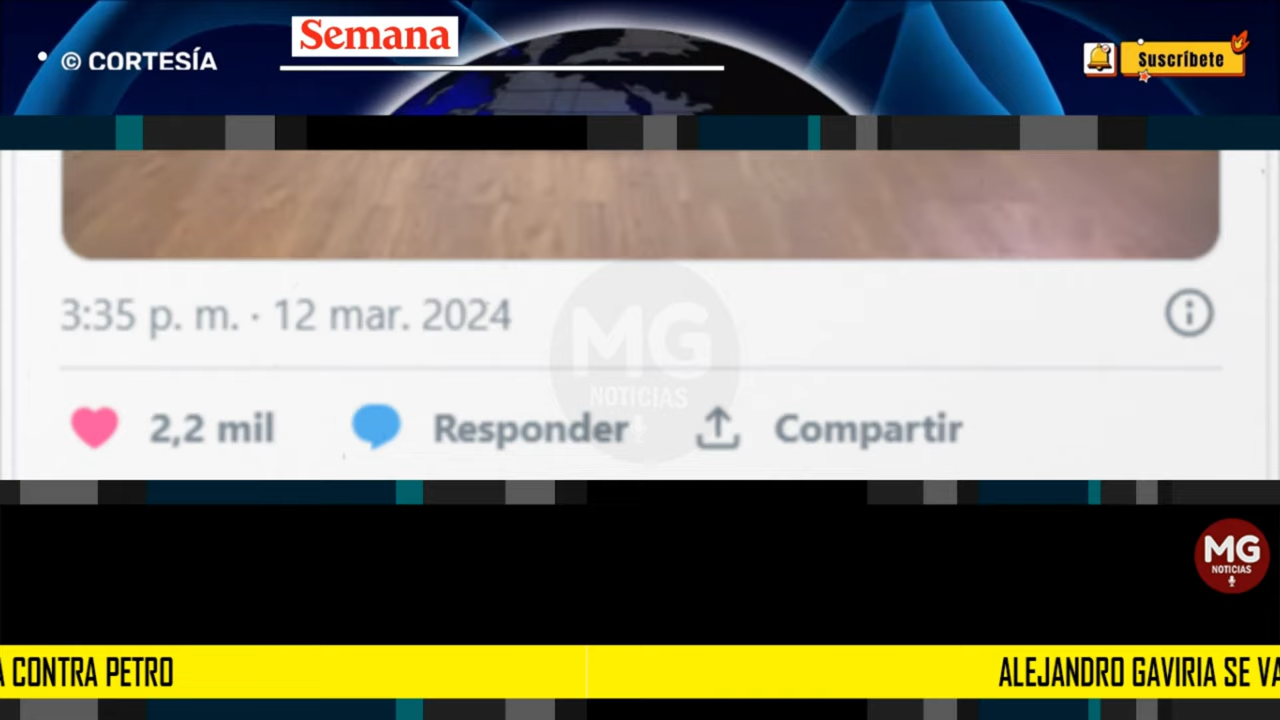 Semana
© CORTESÍA
Suscríbete
3:35 p. m. · 12 mar. 2024
MG
NOTICIAS
2,2 mil Responder Compartir
MG
NOTICIAS
A CONTRA PETRO ALEJANDRO GAVIRIA SE VA